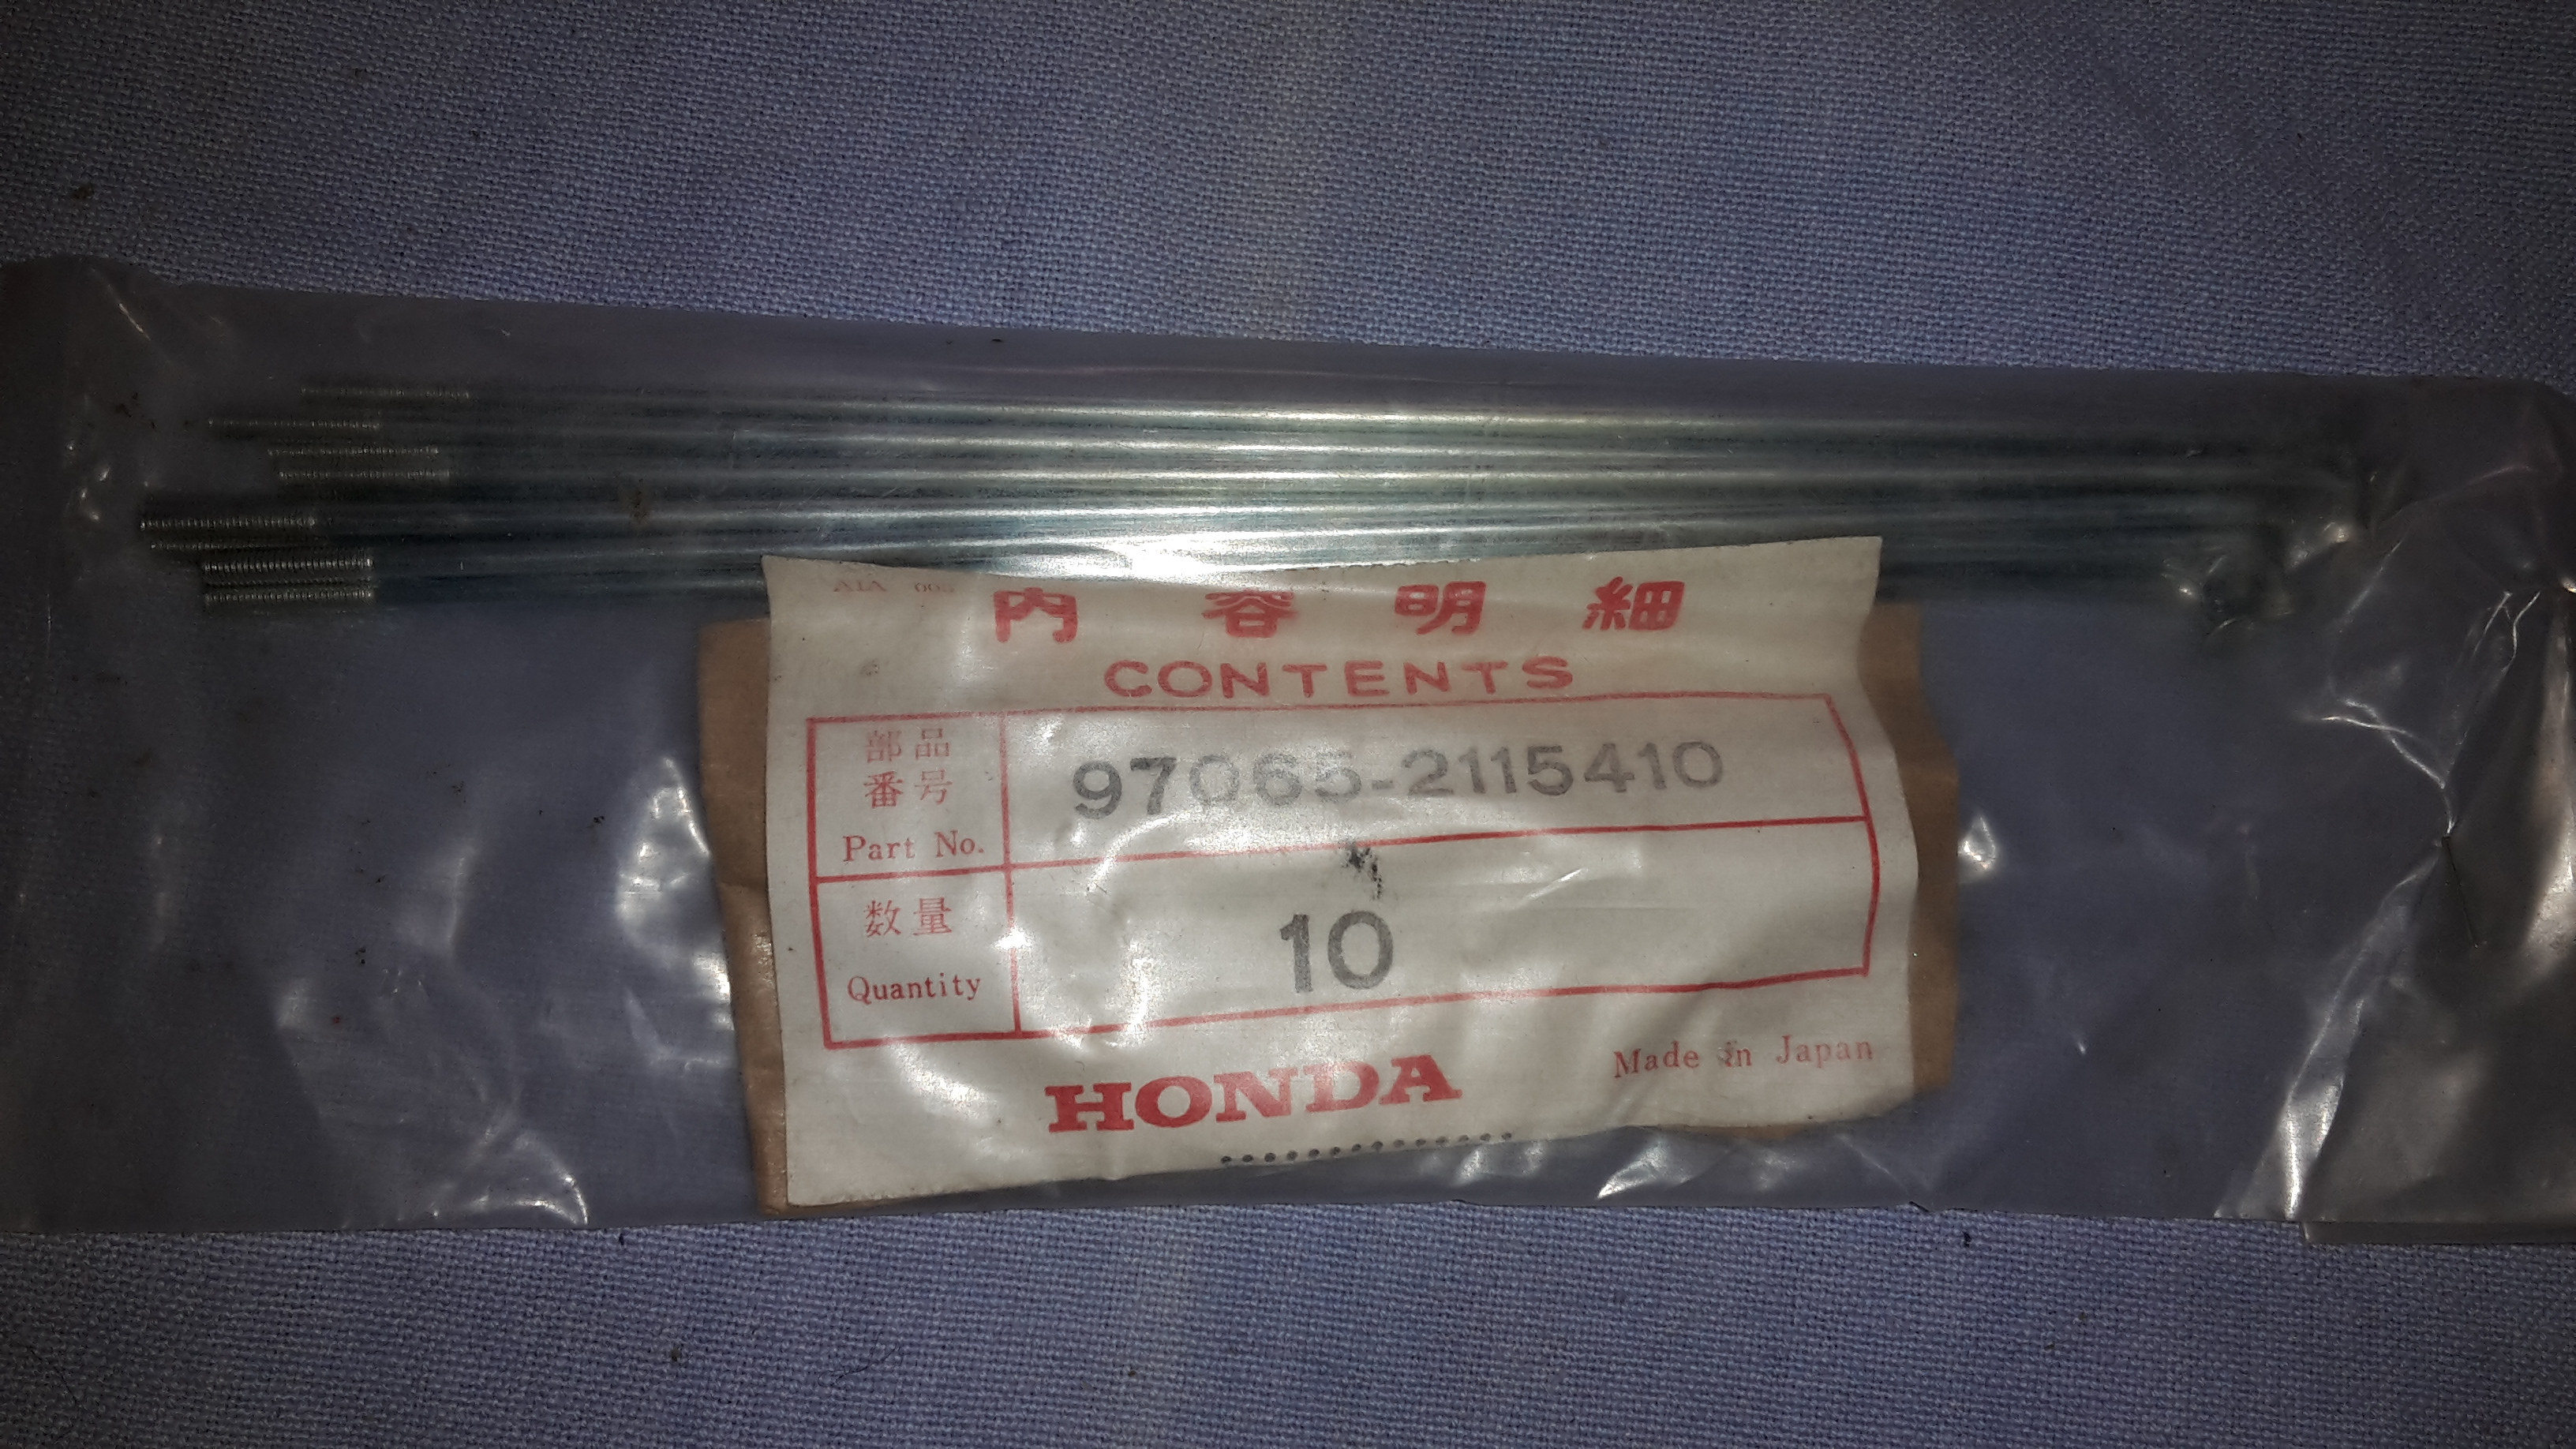 内容明細
CONTENTS
部品
番号
Part No.
97065-2115410
数量
Quantity
10
HONDA
Made in Japan